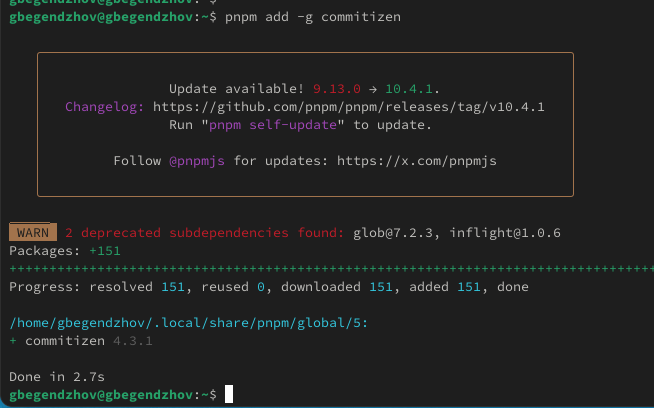 gbegendzhov@gbegendzhov:~$ pnpm add -g commitizen
Update available! 9.13.0 → 10.4.1.
Changelog: https://github.com/pnpm/pnpm/releases/tag/v10.4.1
Run "pnpm self-update" to update.
Follow @pnpmjs for updates: https://x.com/pnpmjs
WARN 2 deprecated subdependencies found: glob@7.2.3, inflight@1.0.6
Packages: +151
++++++++++++++++++++++++++++++++++++++++++++++++++++++++++++++++++++++++++++++++
Progress: resolved 151, reused 0, downloaded 151, added 151, done
/home/gbegendzhov/.local/share/pnpm/global/5:
+ commitizen 4.3.1
Done in 2.7s
gbegendzhov@gbegendzhov:~$